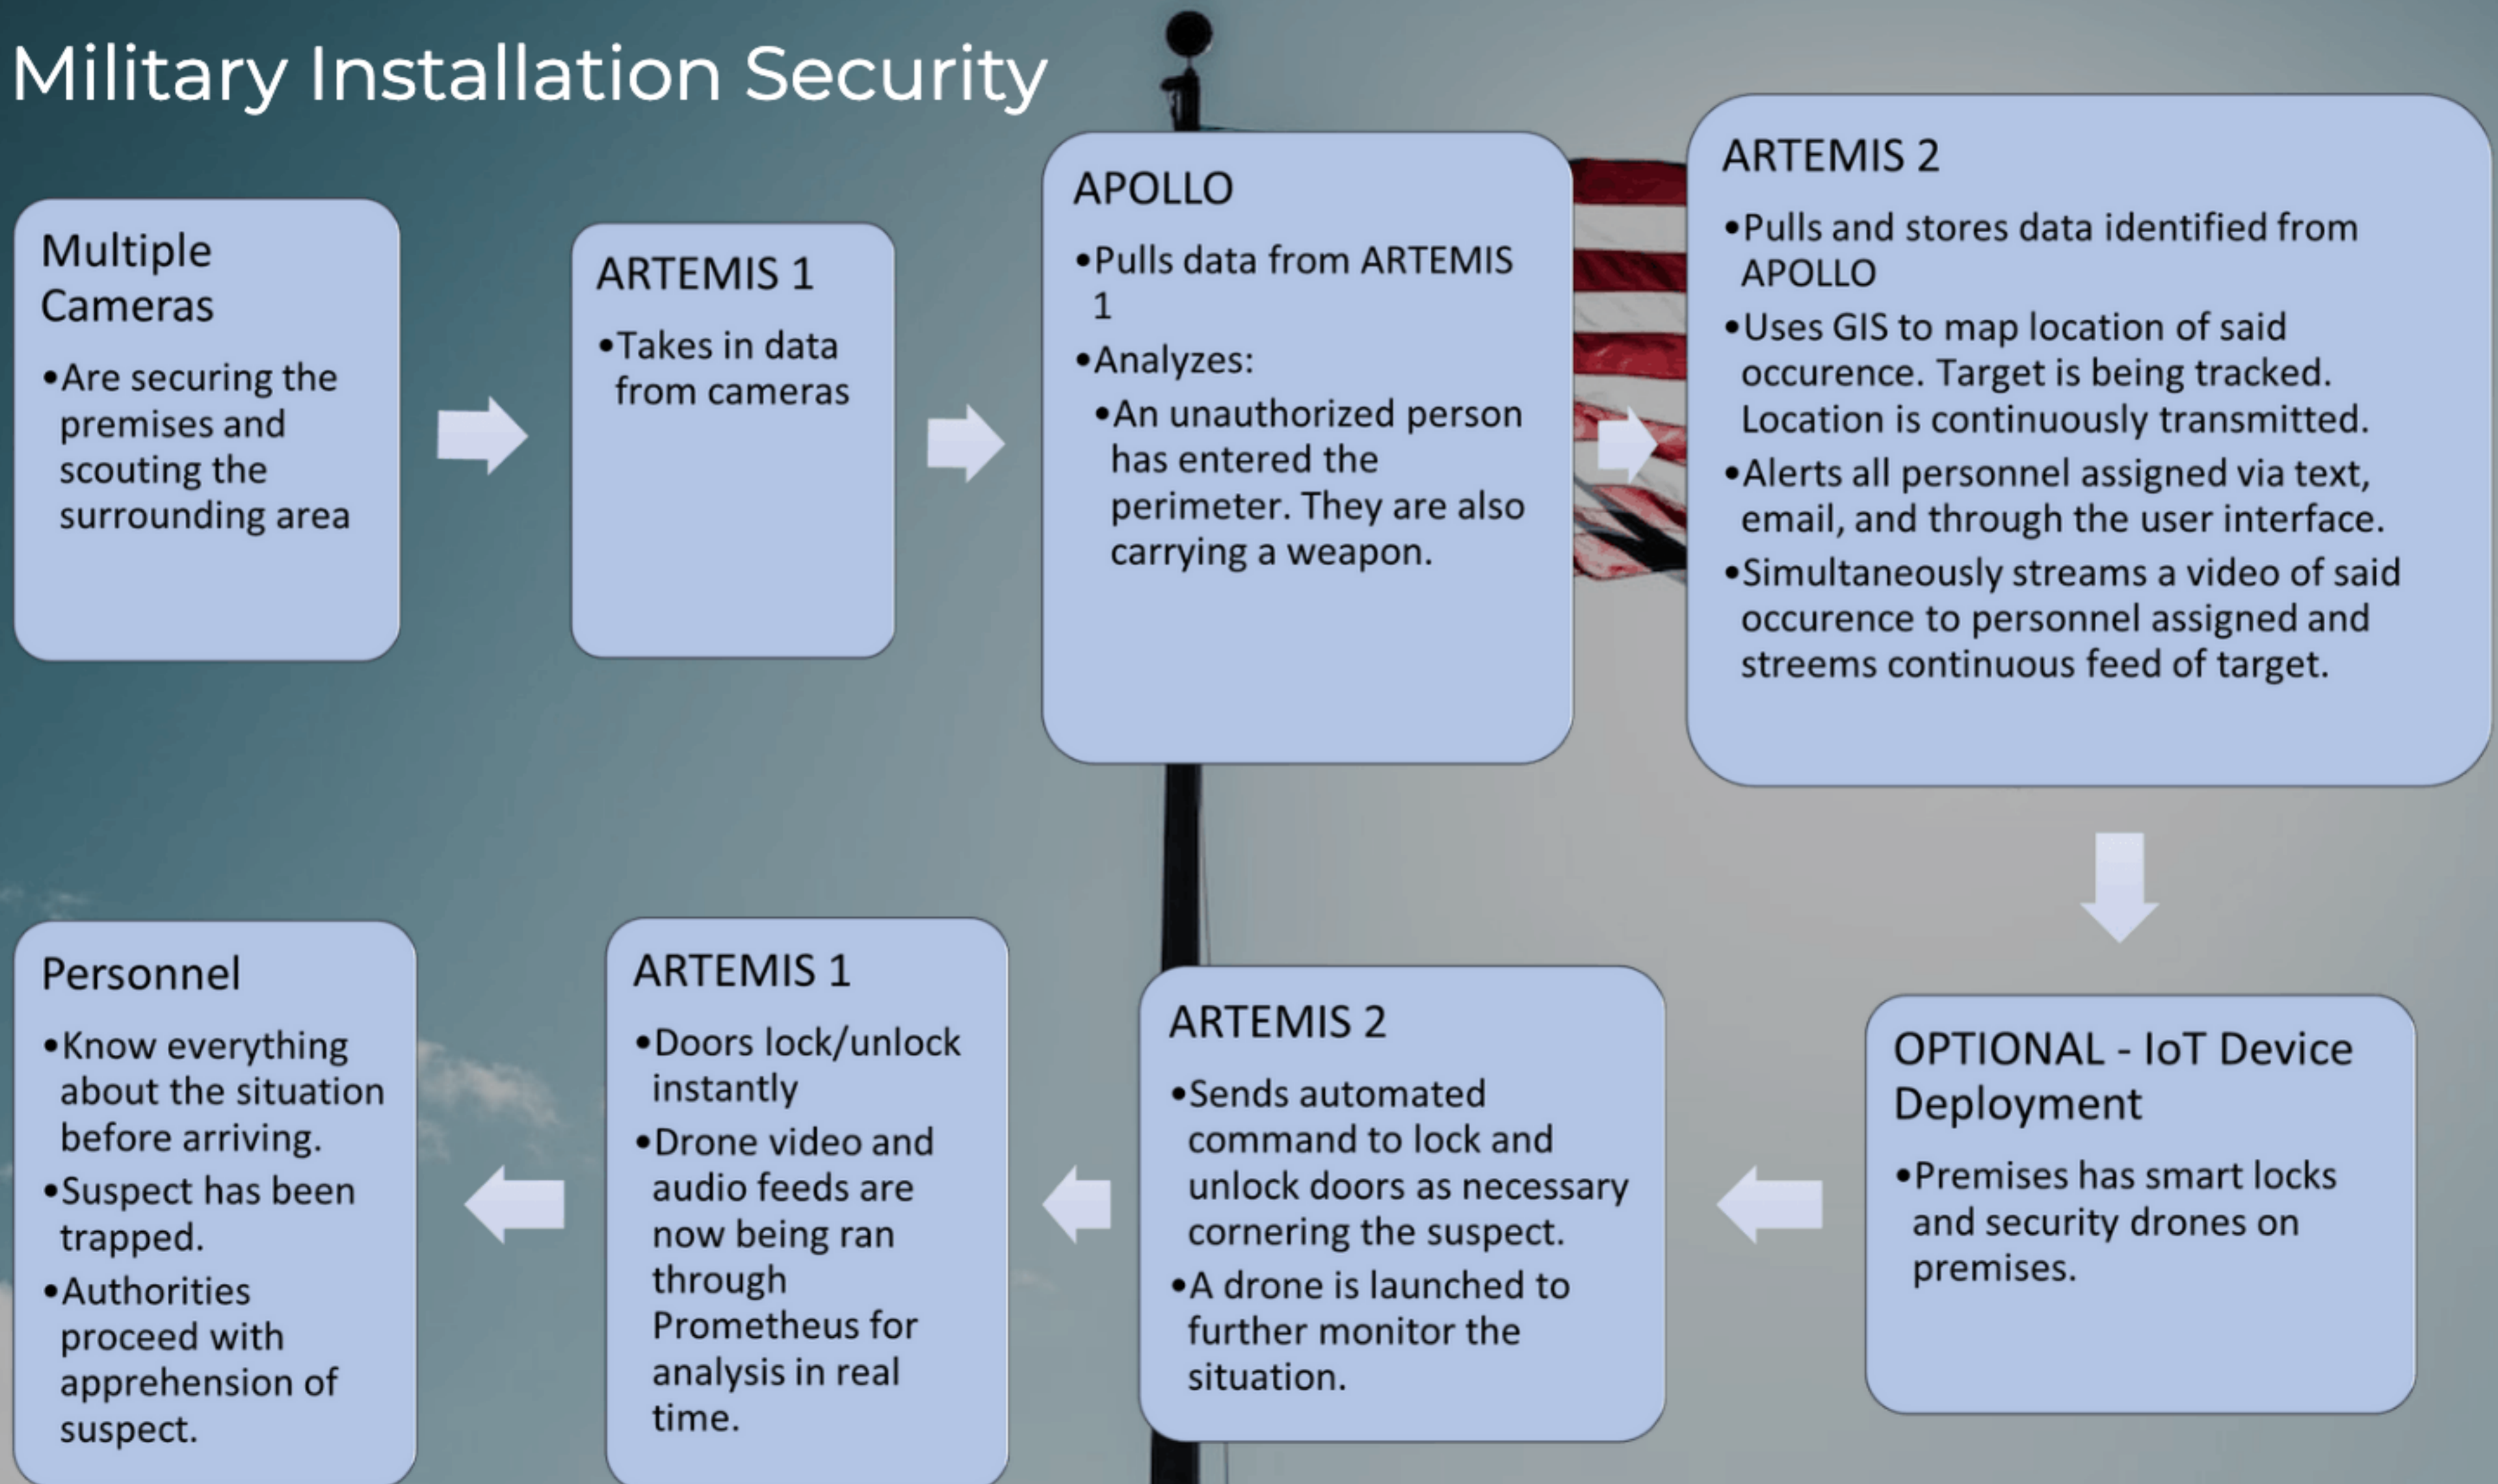 Military Installation Security
Multiple
Cameras
•Are securing the
premises and
scouting the
surrounding area
ARTEMIS 1
•Takes in data
from cameras
APOLLO
•Pulls data from ARTEMIS
1
•Analyzes:
•An unauthorized person
has entered the
perimeter. They are also
carrying a weapon.
ARTEMIS 2
•Pulls and stores data identified from
APOLLO
•Uses GIS to map location of said
occurence. Target is being tracked.
Location is continuously transmitted.
•Alerts all personnel assigned via text,
email, and through the user interface.
•Simultaneously streams a video of said
occurence to personnel assigned and
streems continuous feed of target.
OPTIONAL - IoT Device
Deployment
•Premises has smart locks
and security drones on
premises.
ARTEMIS 2
•Sends automated
command to lock and
unlock doors as necessary
cornering the suspect.
•A drone is launched to
further monitor the
situation.
ARTEMIS 1
•Doors lock/unlock
instantly
•Drone video and
audio feeds are
now being ran
through
Prometheus for
analysis in real
time.
Personnel
•Know everything
about the situation
before arriving.
•Suspect has been
trapped.
•Authorities
proceed with
apprehension of
suspect.